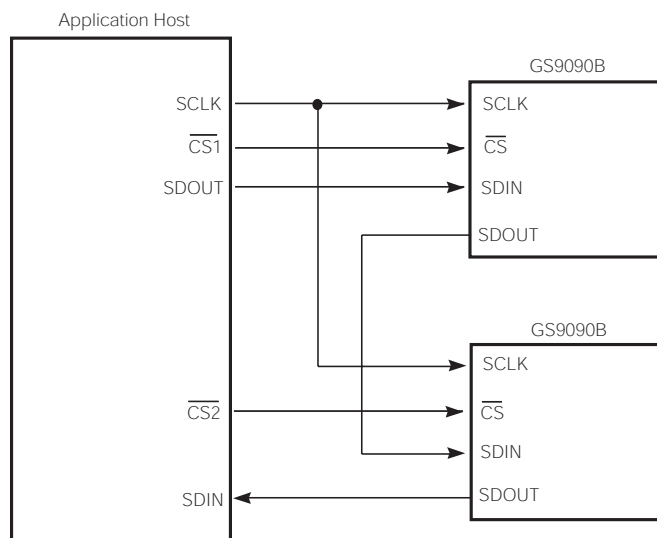 Application Host
SCLK
CS1
SDOUT
CS2
SDIN
GS9090B
SCLK
CS
SDIN
SDOUT
GS9090B
SCLK
CS
SDIN
SDOUT